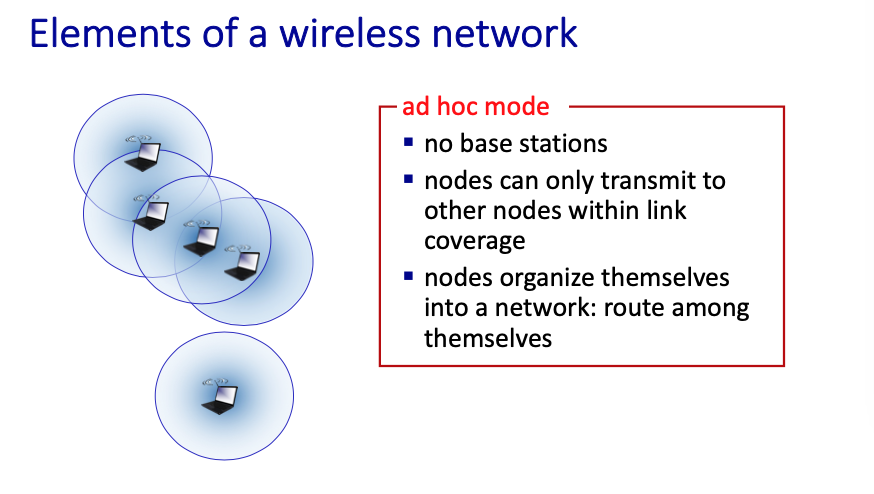 Elements of a wireless network
ad hoc mode
▪ no base stations
▪ nodes can only transmit to
other nodes within link
coverage
▪ nodes organize themselves
into a network: route among
themselves